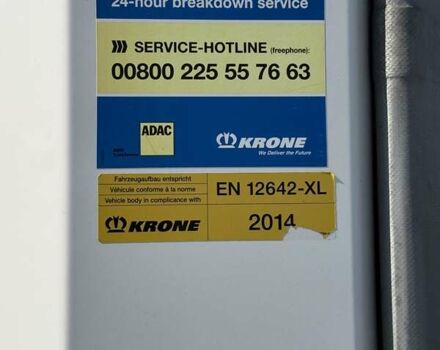 24-hour breakdown service
))) SERVICE-HOTLINE (freephone):
00800 225 55 76 63
ADAC
KRONE
We Deliver the Future
Fahrzeugaufbau entspricht
Véhicule conforme à la norme
Vehicle body in compliance with
EN 12642-XL
KRONE
2014